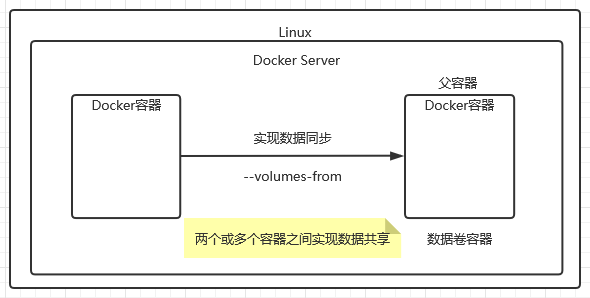 Linux
Docker Server
父容器
Docker容器
Docker容器
实现数据同步
--volumes-from
两个或多个容器之间实现数据共享
数据卷容器